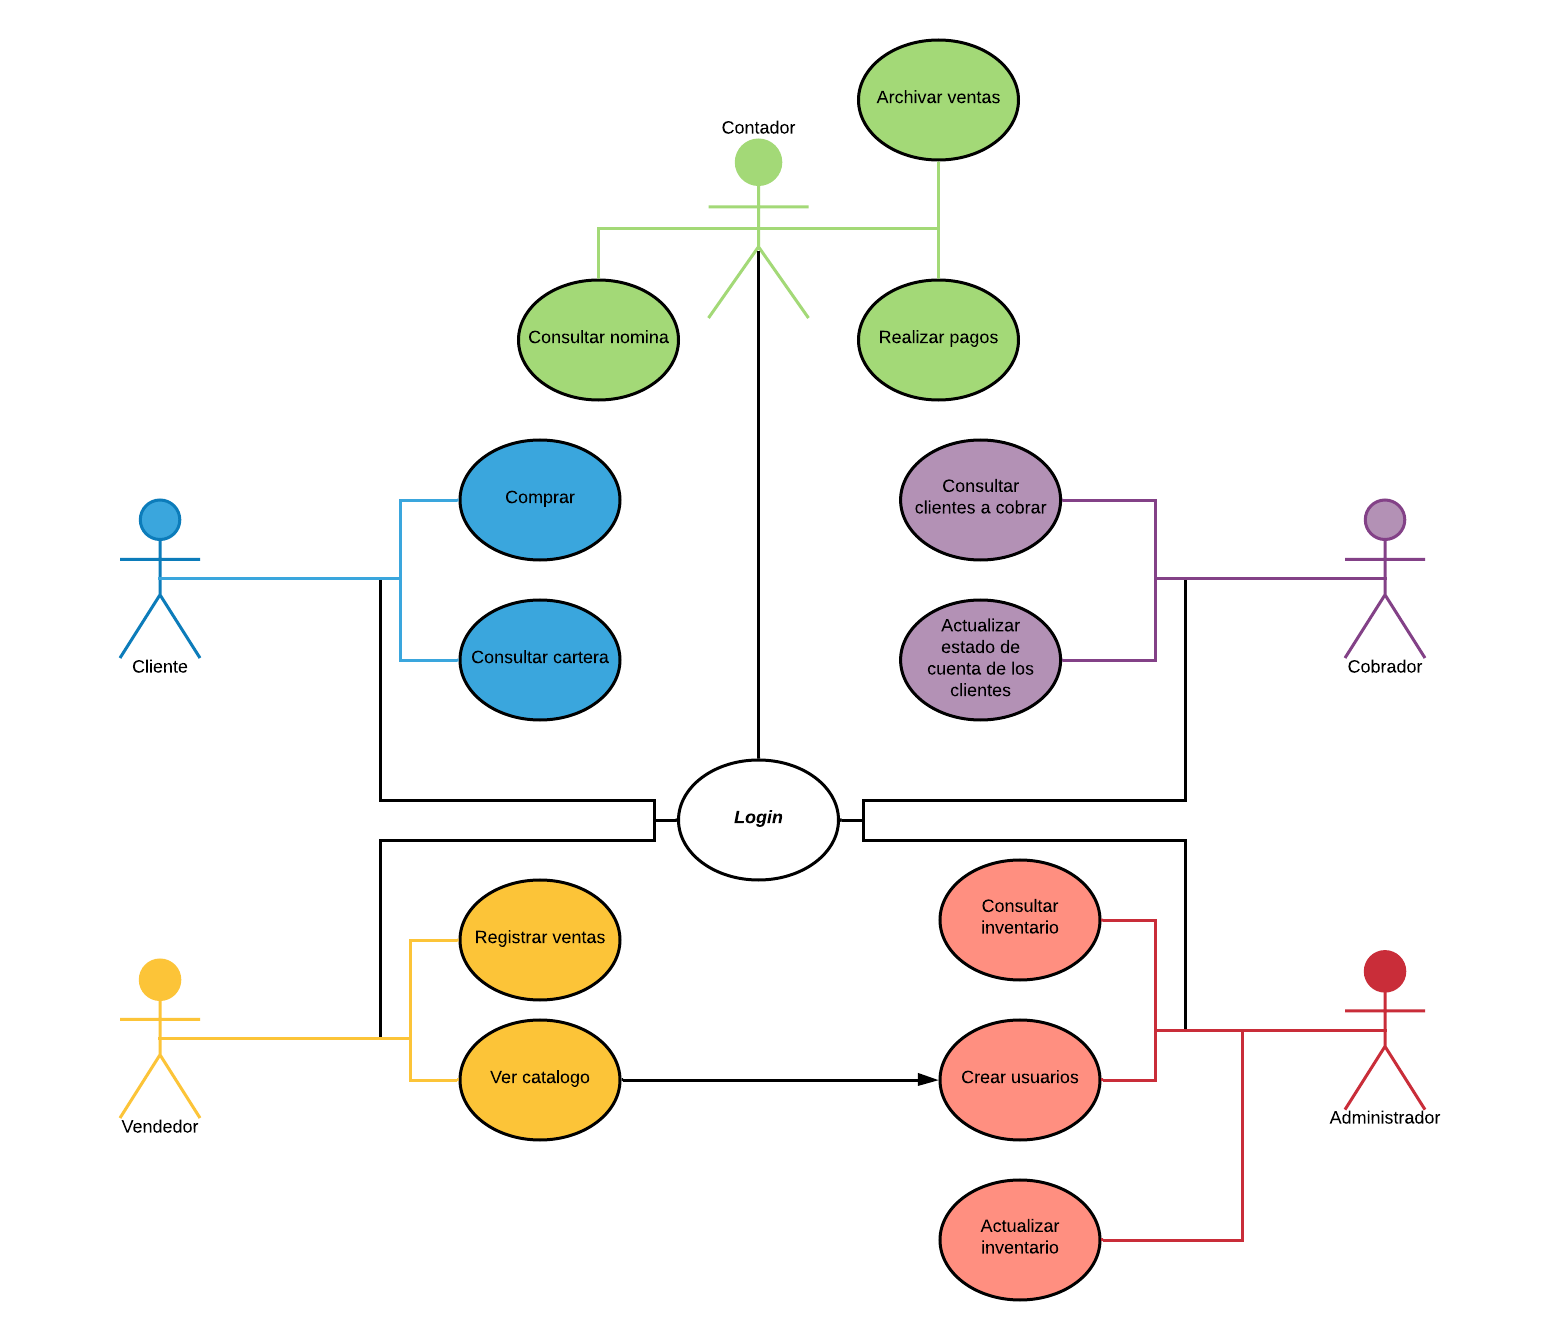 Archivar ventas
Contador
Consultar nomina
Realizar pagos
Comprar
Consultar
clientes a cobrar
Consultar cartera
Actualizar
estado de
cuenta de los
clientes
Cliente
Cobrador
Login
Registrar ventas
Consultar
inventario
Ver catalogo
Crear usuarios
Vendedor
Administrador
Actualizar
inventario